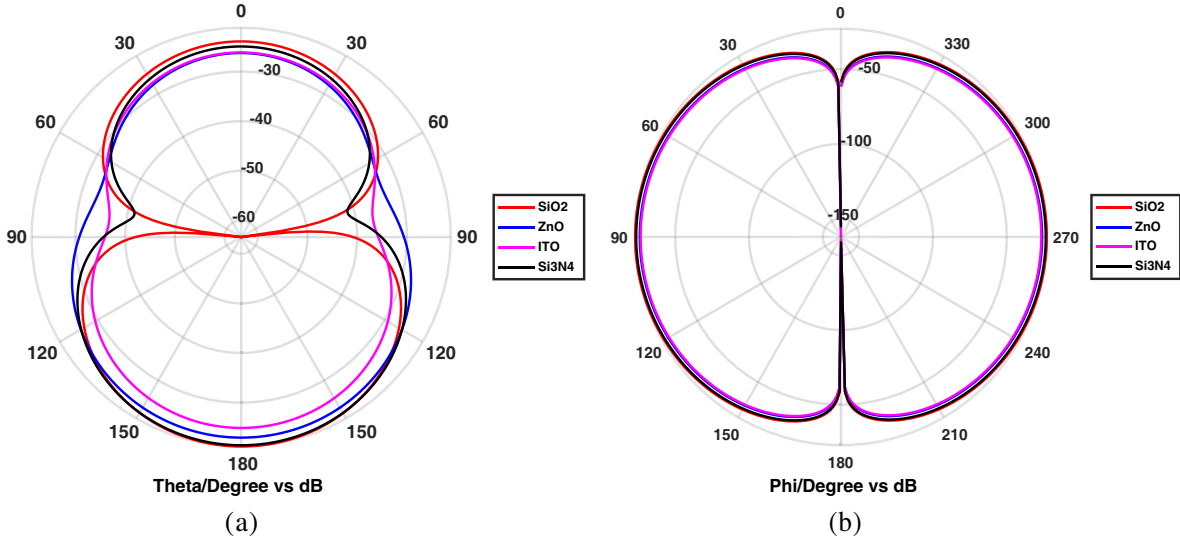 0
30
30
60
60
90
90
120
120
150
150
180
-30
-40
-50
-60
SiO2
ZnO
ITO
Si3N4
Theta/Degree vs dB
(a)
0
30
330
60
300
90
270
120
240
150
210
180
-50
-100
-150
SiO2
ZnO
ITO
Si3N4
Phi/Degree vs dB
(b)